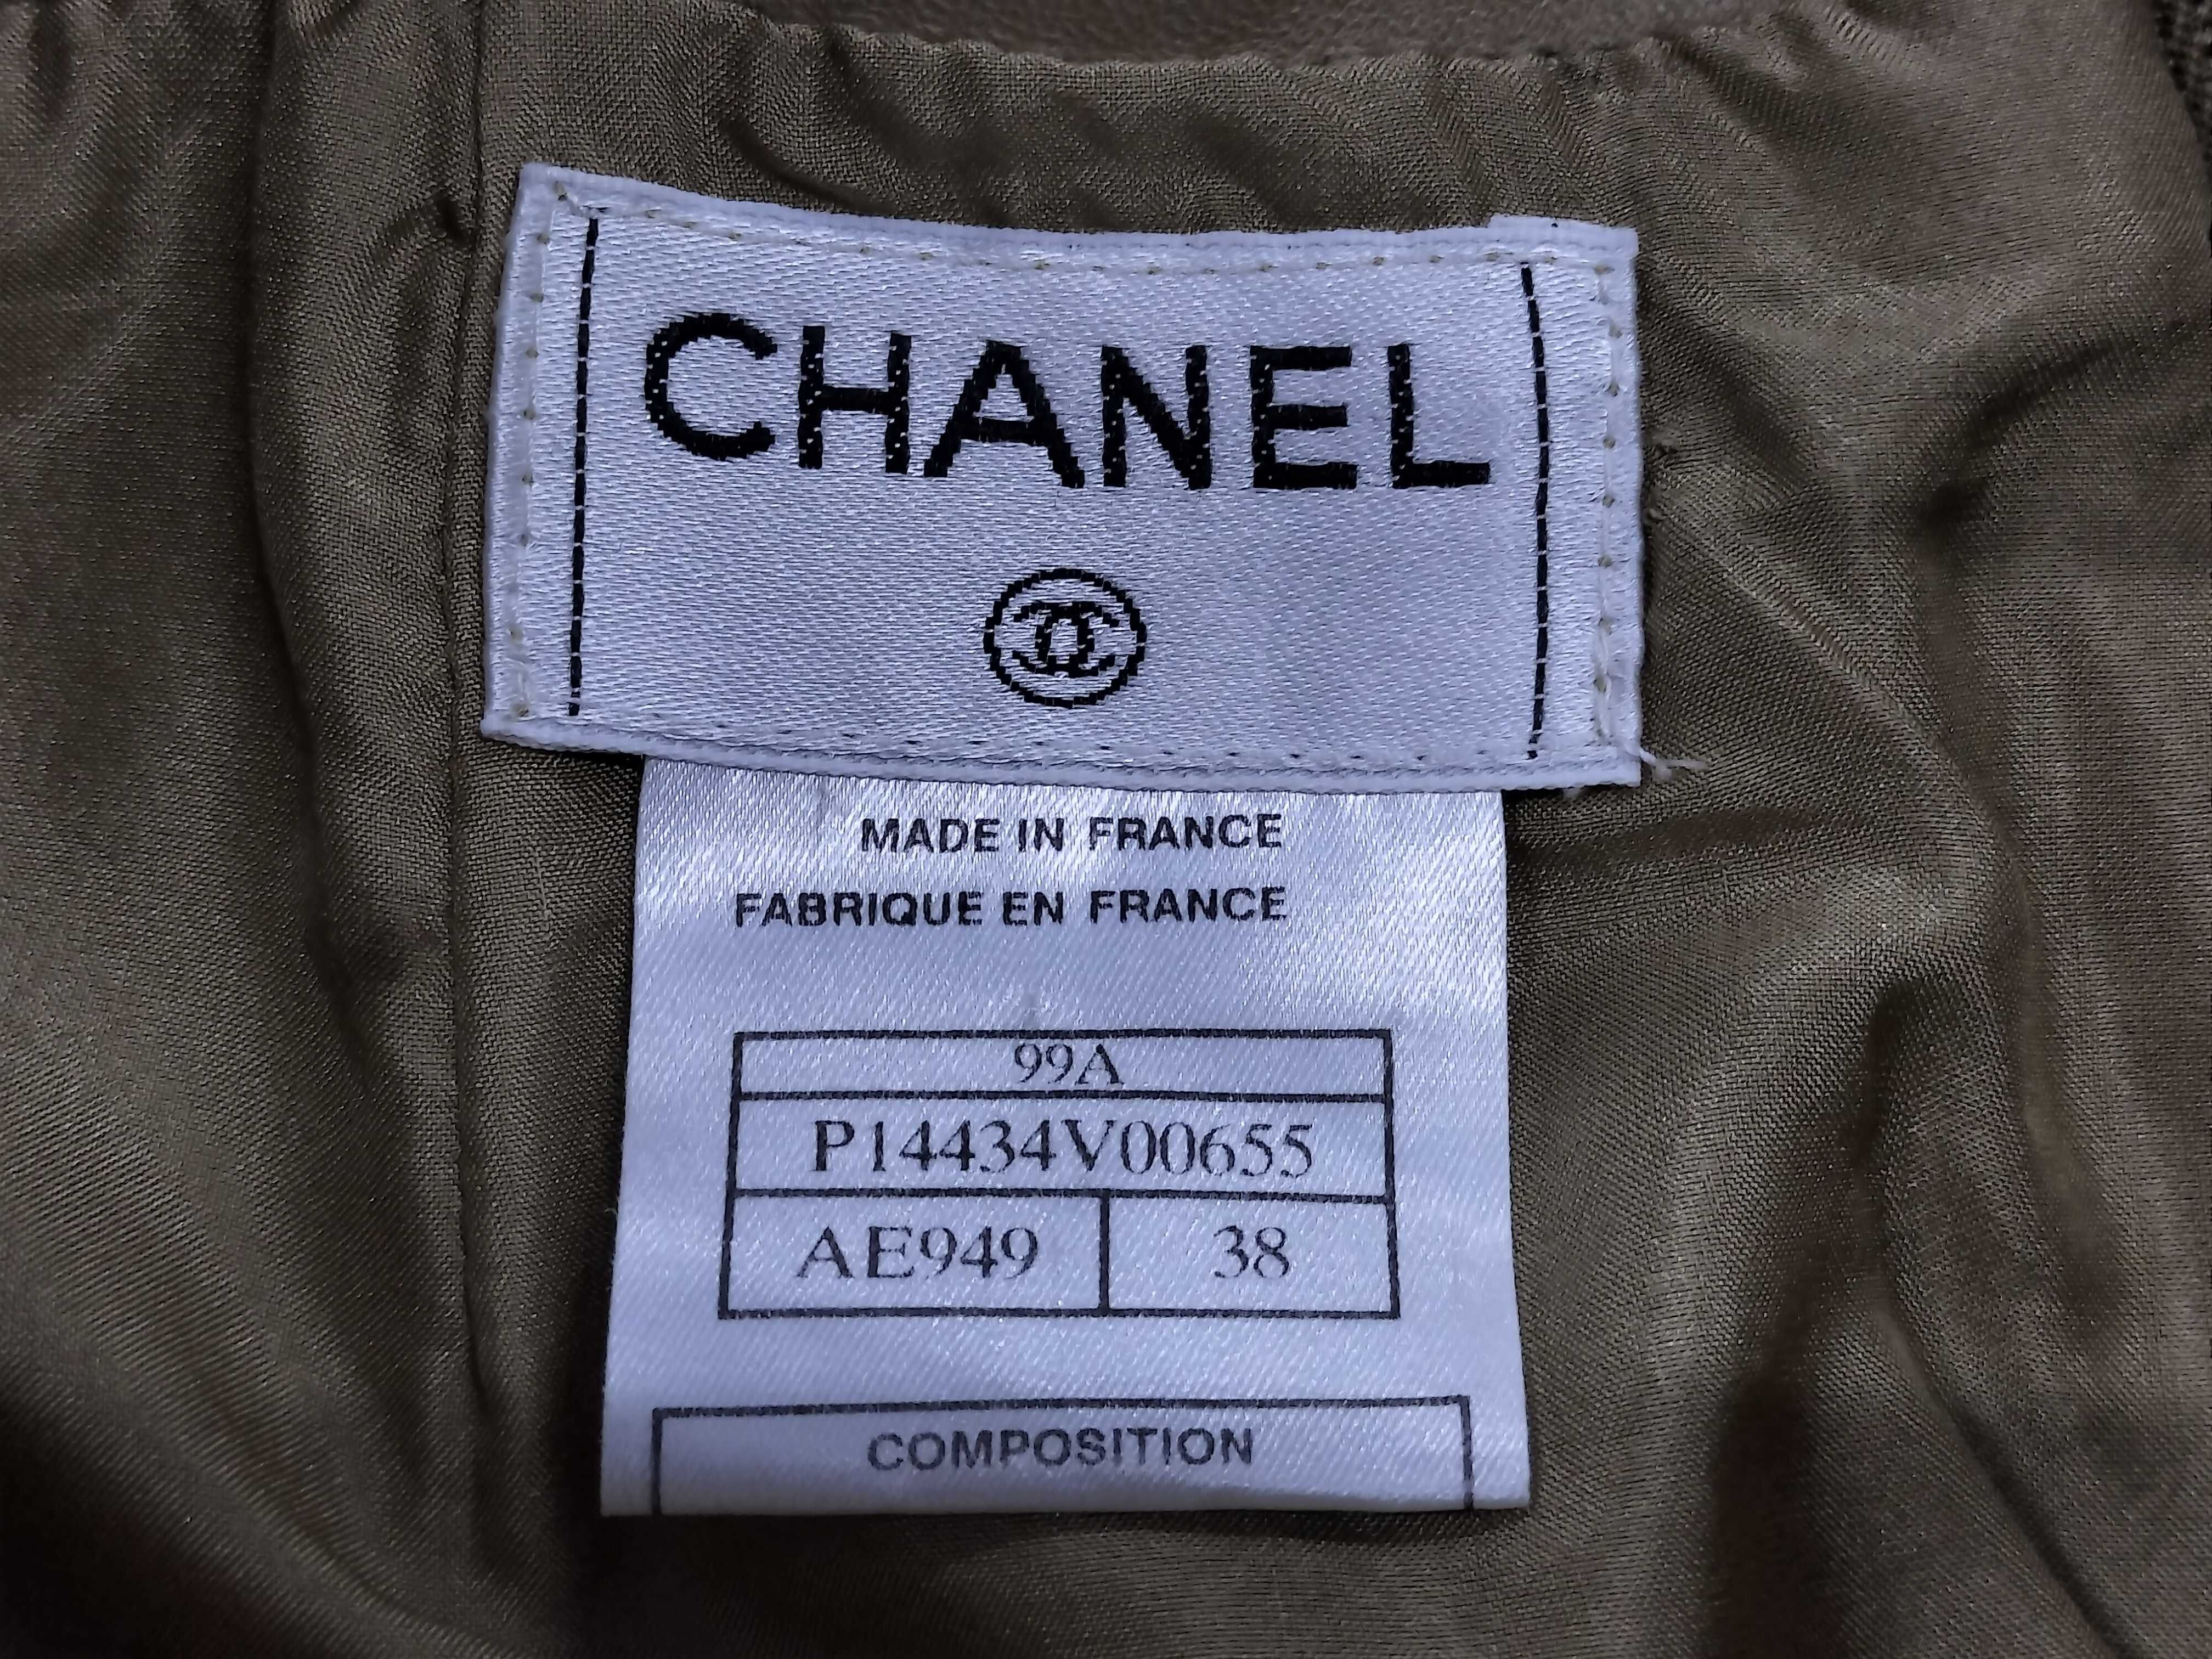 CHANEL
MADE IN FRANCE
FABRIQUE EN FRANCE
99A
P14434V00655
AE949 38
COMPOSITION